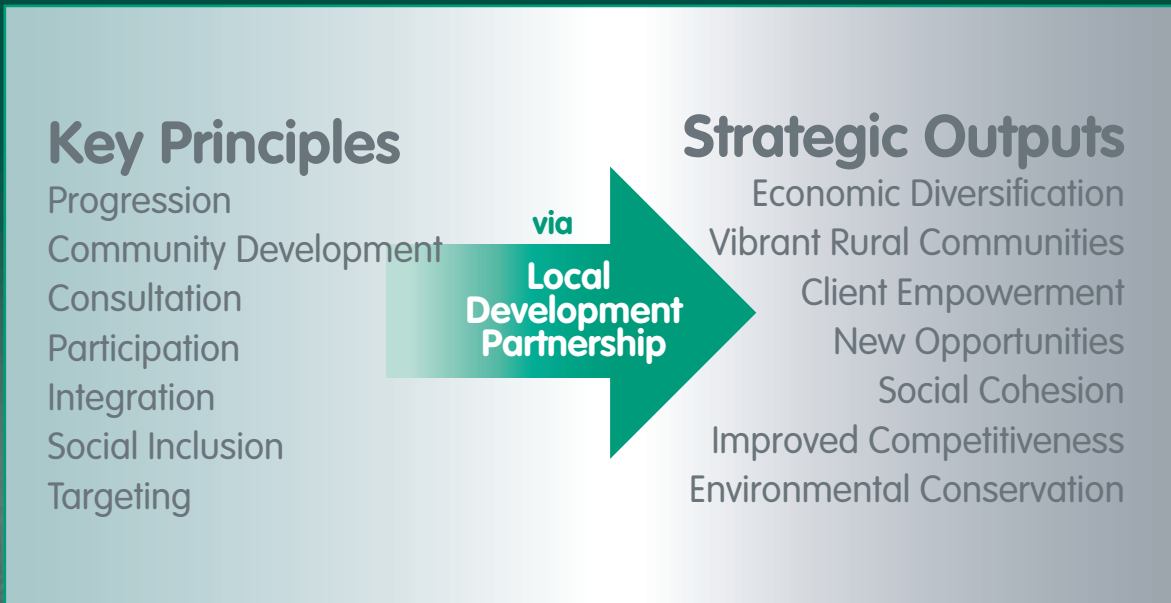 Key Principles
Progression
Community Development
Consultation
Participation
Integration
Social Inclusion
Targeting
via
Local
Development
Partnership
Strategic Outputs
Economic Diversification
Vibrant Rural Communities
Client Empowerment
New Opportunities
Social Cohesion
Improved Competitiveness
Environmental Conservation